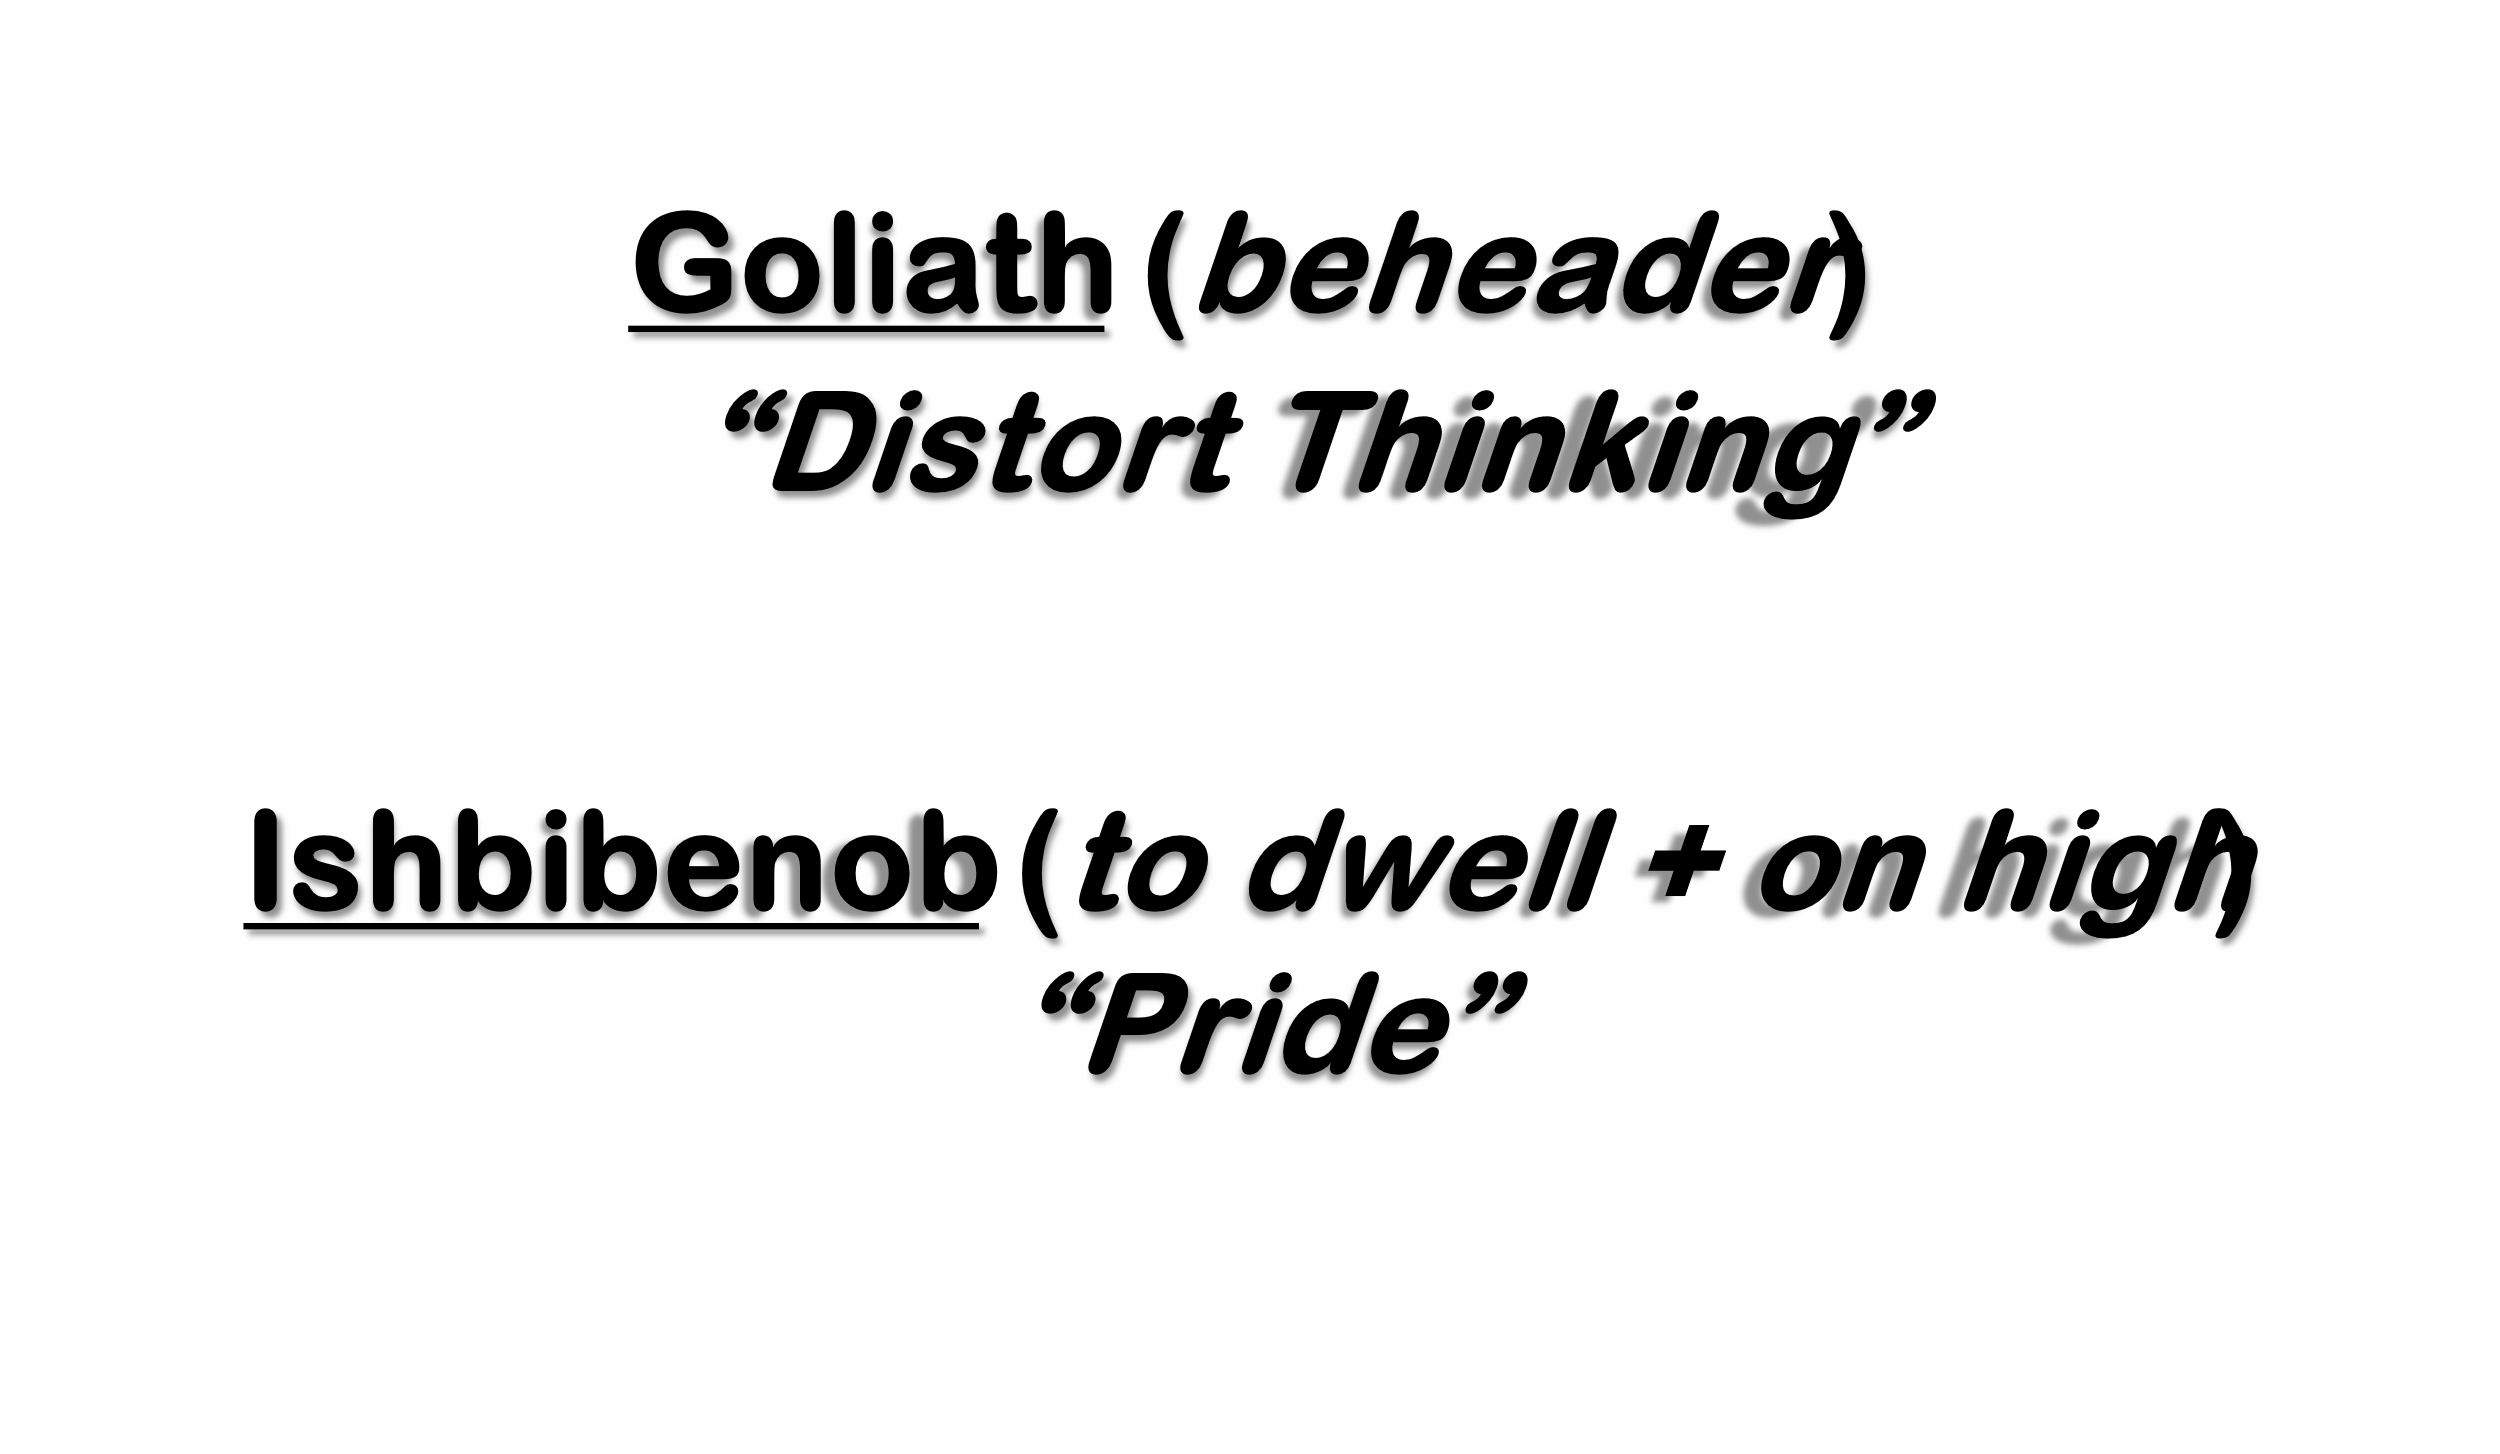 Goliath (beheader)
“Distort Thinking”
Ishbibenob (to dwell + on high)
“Pride”